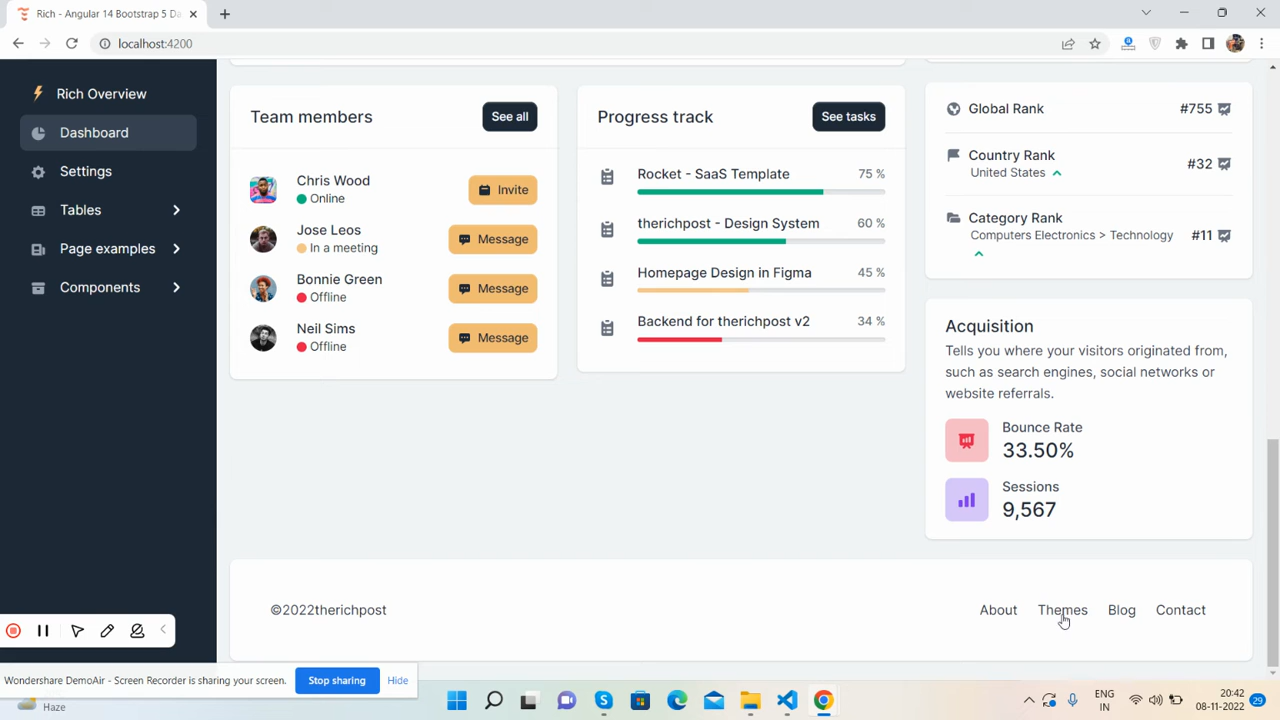 Rich - Angular 14 Bootstrap 5 Da
localhost:4200
Rich Overview
Dashboard
Settings
Tables
Page examples
Components
Team members
See all
Chris Wood
Online
Invite
Jose Leos
In a meeting
Message
Bonnie Green
Offline
Message
Neil Sims
Offline
Message
Progress track
See tasks
Rocket - SaaS Template
75 %
therichpost - Design System
60 %
Homepage Design in Figma
45 %
Backend for therichpost v2
34 %
Global Rank
#755
Country Rank
United States
#32
Category Rank
Computers Electronics > Technology
#11
Acquisition
Tells you where your visitors originated from,
such as search engines, social networks or
website referrals.
Bounce Rate
33.50%
Sessions
9,567
©2022therichpost
About
Themes
Blog
Contact
Wondershare DemoAir - Screen Recorder is sharing your screen.
Stop sharing
Hide
Haze
ENG
IN
20:42
08-11-2022
29